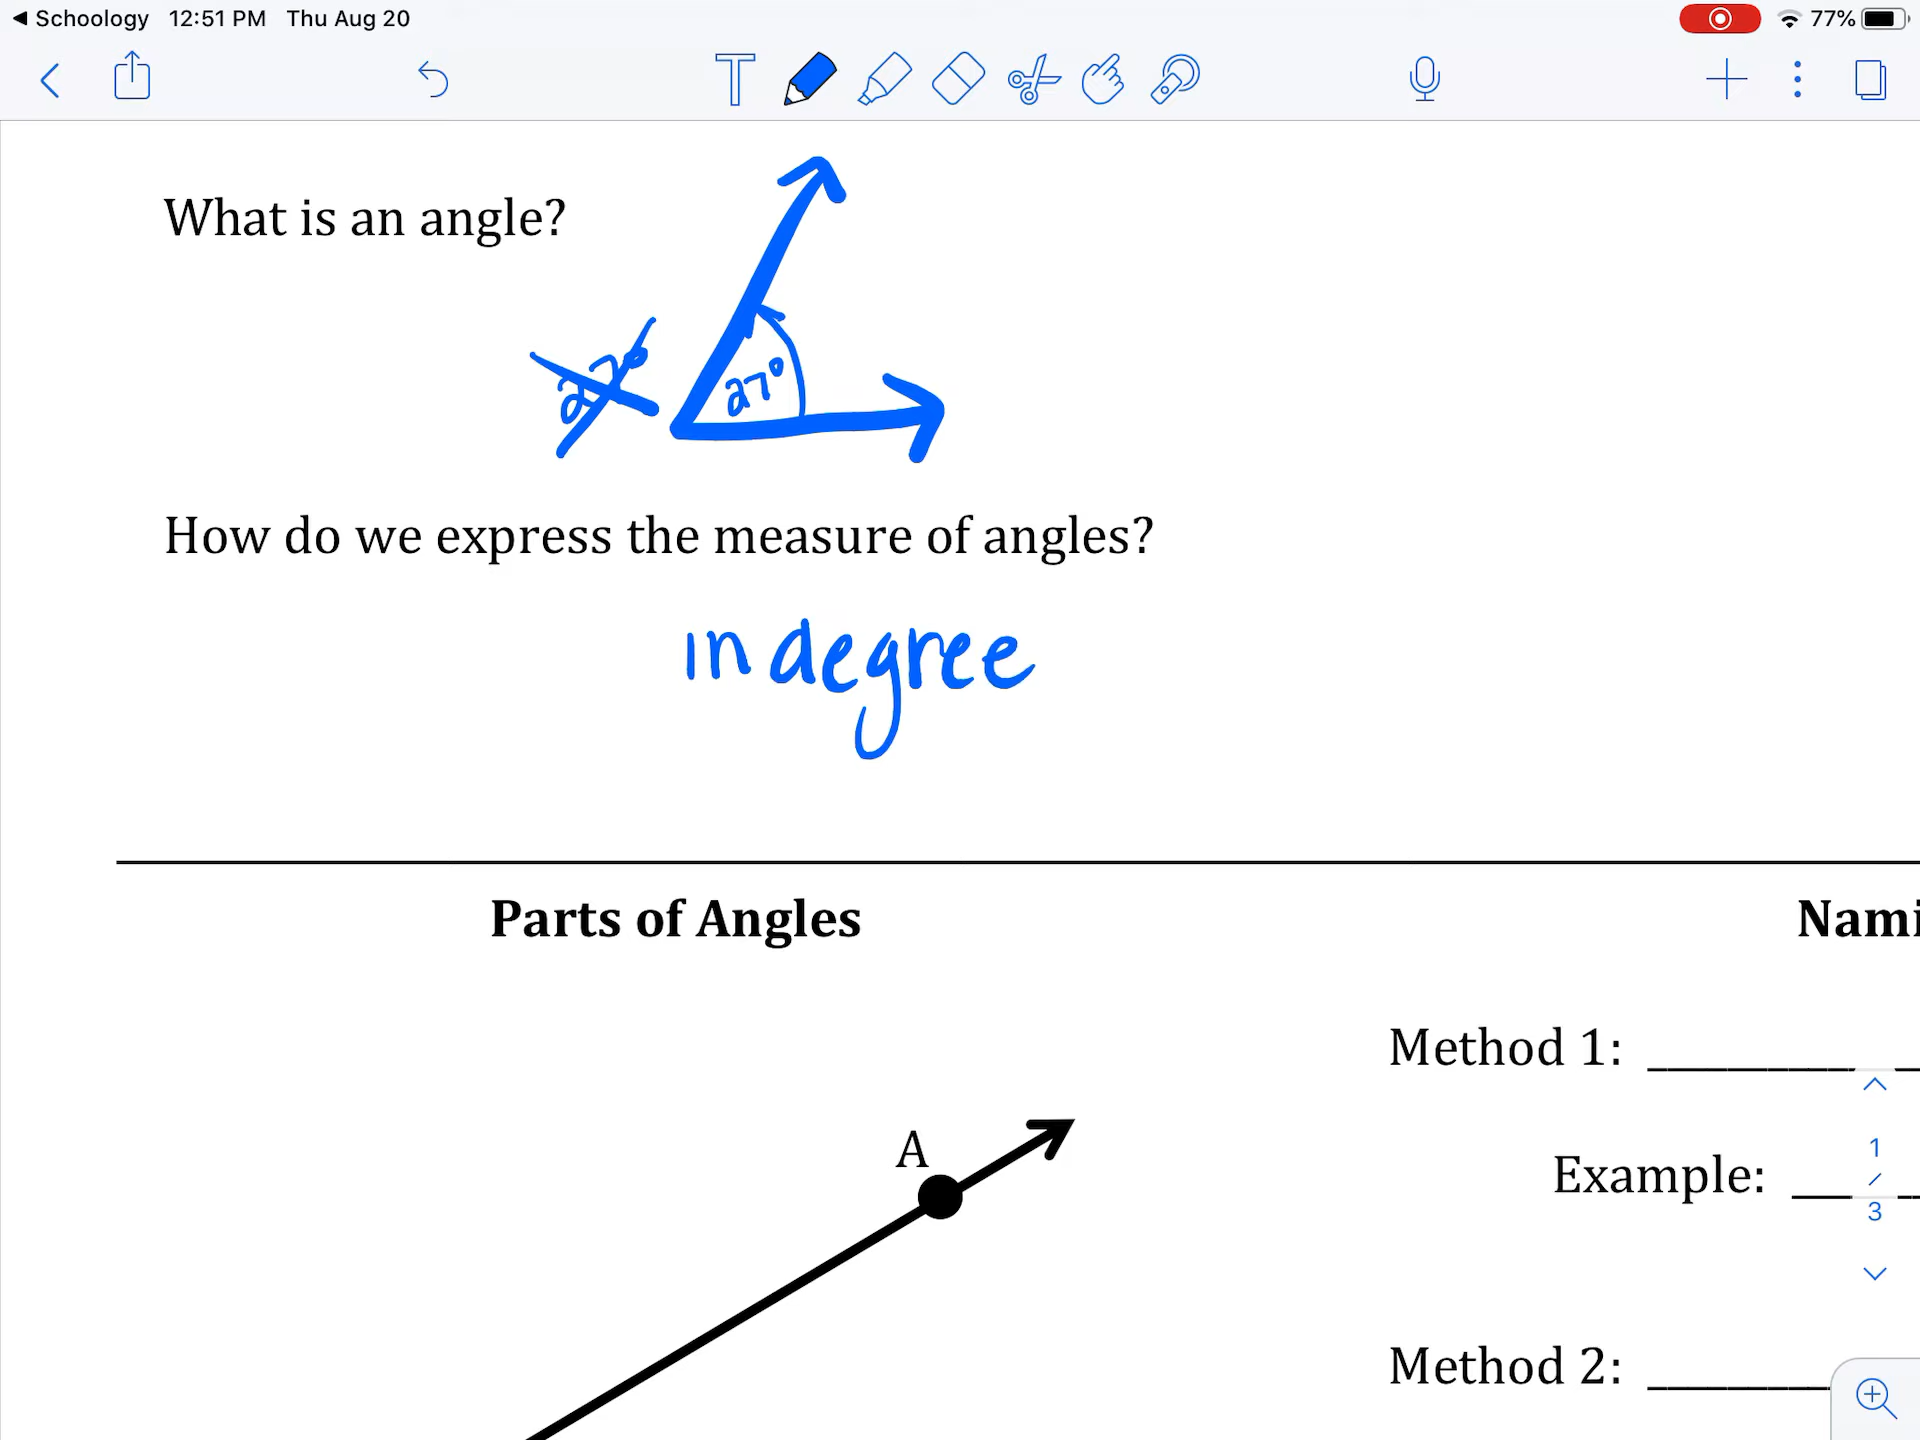 Schoology 12:51 PM Thu Aug 20 77%
What is an angle?
27°
27°
How do we express the measure of angles?
in degree
Parts of Angles
Nami
Method 1:
A
Example:
1
/
3
Method 2: